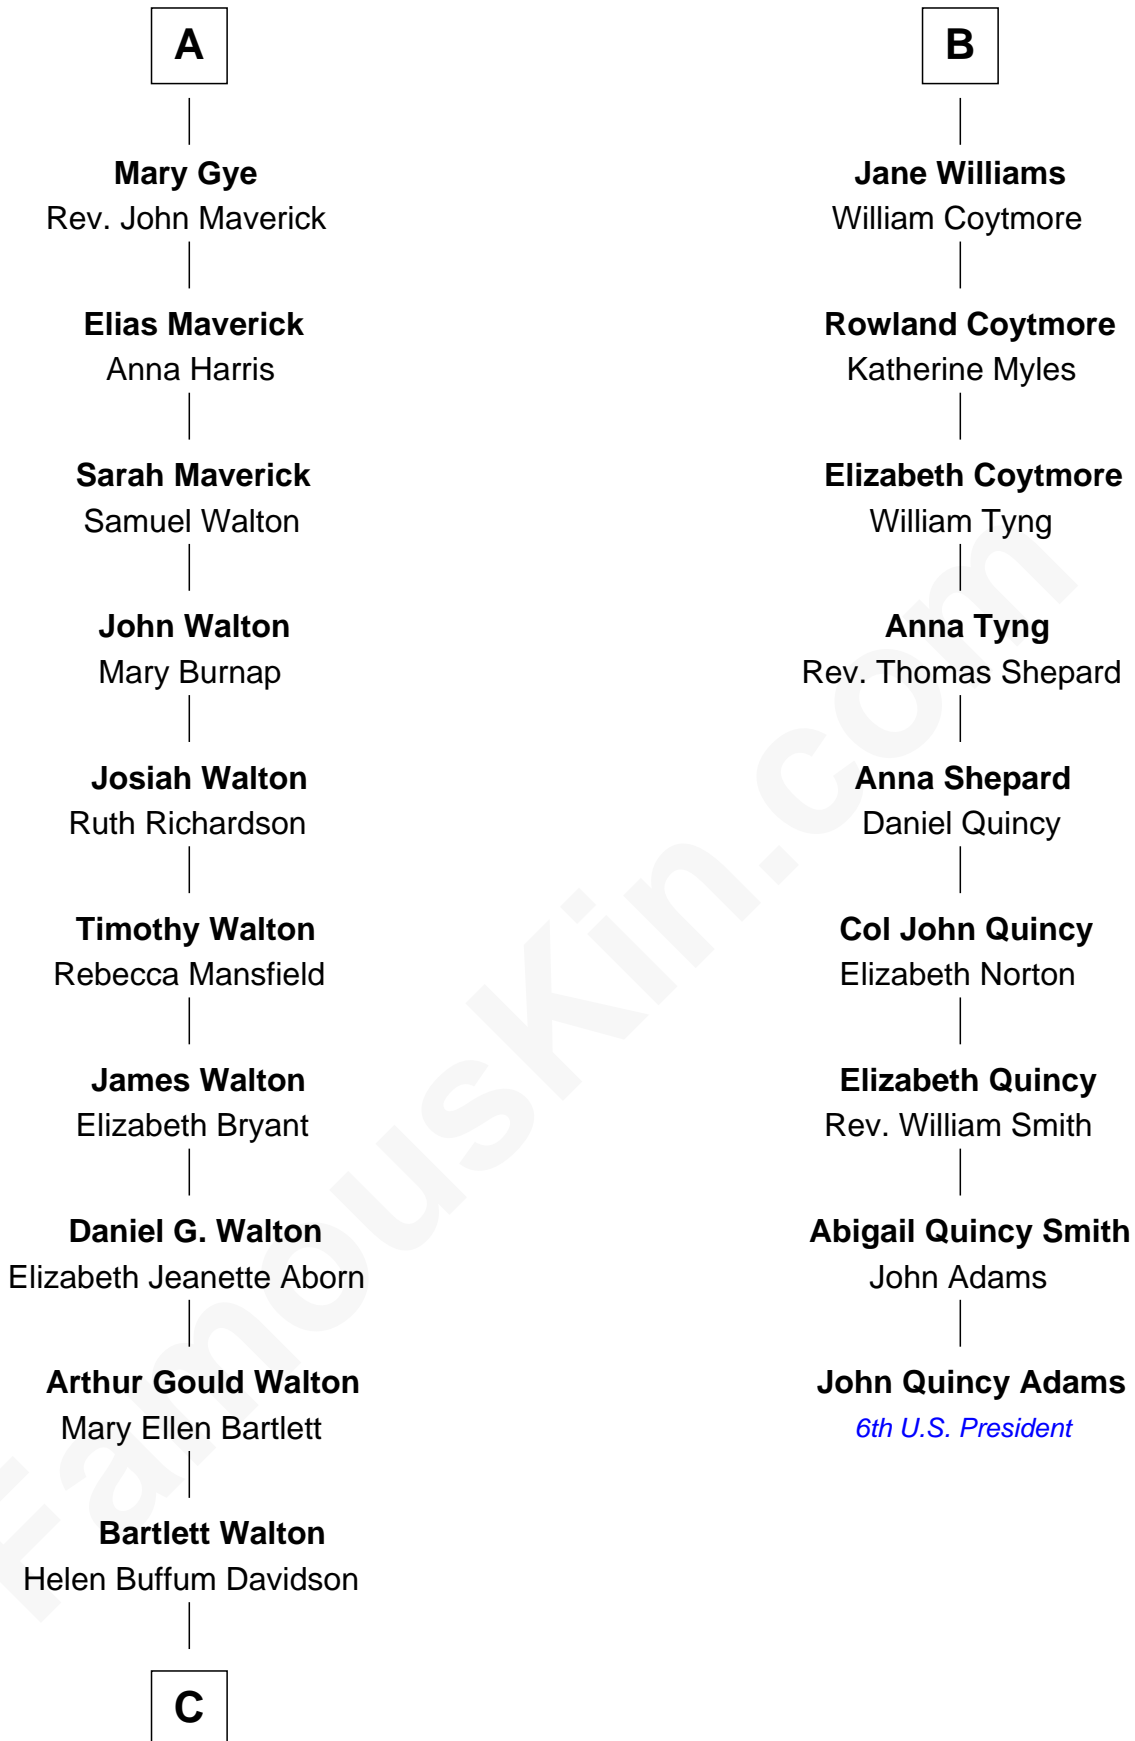 A
Mary Gye
Rev. John Maverick
Elias Maverick
Anna Harris
Sarah Maverick
Samuel Walton
John Walton
Mary Burnap
Josiah Walton
Ruth Richardson
Timothy Walton
Rebecca Mansfield
James Walton
Elizabeth Bryant
Daniel G. Walton
Elizabeth Jeanette Aborn
Arthur Gould Walton
Mary Ellen Bartlett
Bartlett Walton
Helen Buffum Davidson
C
B
Jane Williams
William Coytmore
Rowland Coytmore
Katherine Myles
Elizabeth Coytmore
William Tyng
Anna Tyng
Rev. Thomas Shepard
Anna Shepard
Daniel Quincy
Col John Quincy
Elizabeth Norton
Elizabeth Quincy
Rev. William Smith
Abigail Quincy Smith
John Adams
John Quincy Adams
6th U.S. President
FamousKin.com